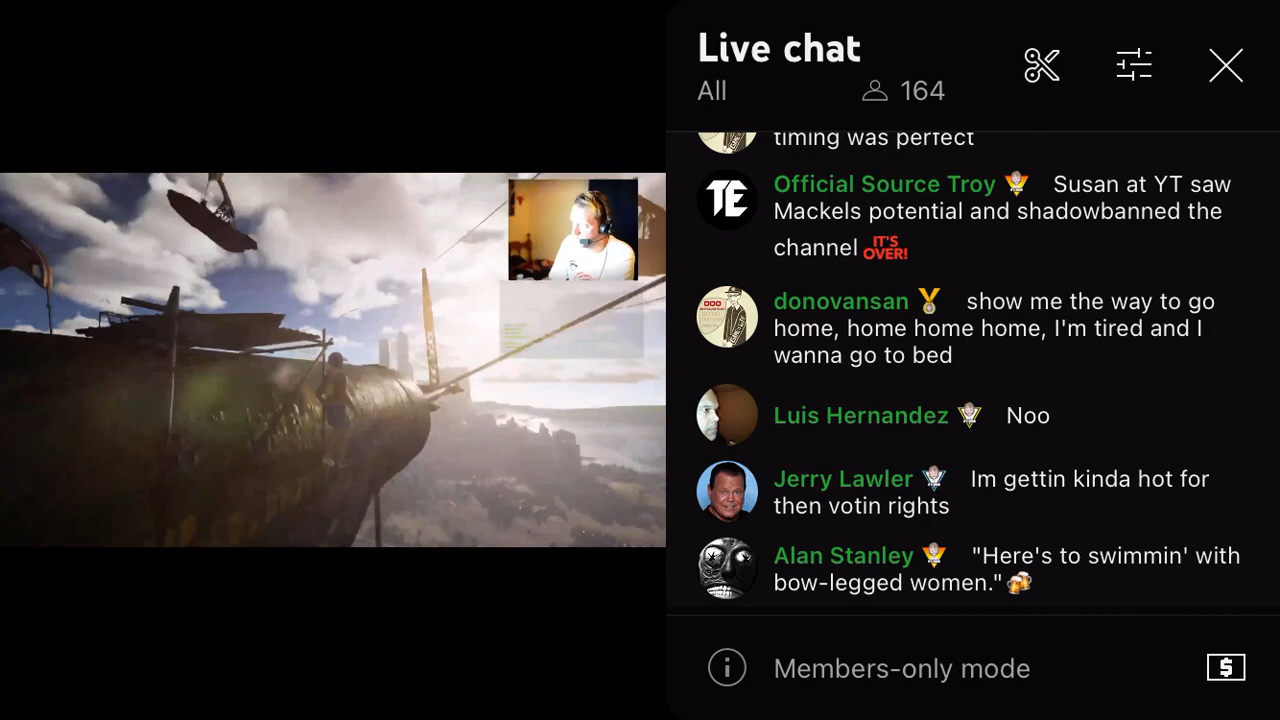 Live chat
All 164
timing was perfect
TE
Official Source Troy Susan at YT saw
Mackels potential and shadowbanned the
channel IT'S OVER!
donovansan show me the way to go
home, home home home, I'm tired and I
wanna go to bed
Luis Hernandez Noo
Jerry Lawler Im gettin kinda hot for
then votin rights
Alan Stanley "Here's to swimmin' with
bow-legged women."
Members-only mode